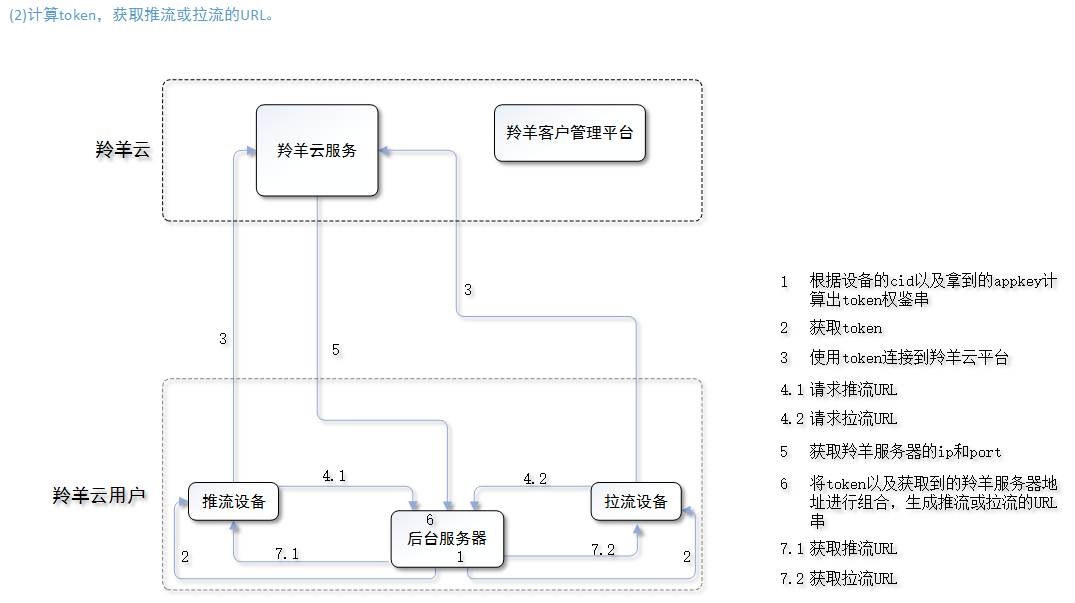 (2)计算token，获取推流或拉流的URL。
羚羊云
羚羊云服务
羚羊客户管理平台
3
3
5
羚羊云用户
推流设备
4.1
4.2
拉流设备
6
后台服务器
1
2
7.1
7.2
2
1 根据设备的cid以及拿到的appkey计
算出token权鉴串
2 获取token
3 使用token连接到羚羊云平台
4.1 请求推流URL
4.2 请求拉流URL
5 获取羚羊服务器的ip和port
6 将token以及获取到的羚羊服务器地
址进行组合，生成推流或拉流的URL
串
7.1 获取推流URL
7.2 获取拉流URL